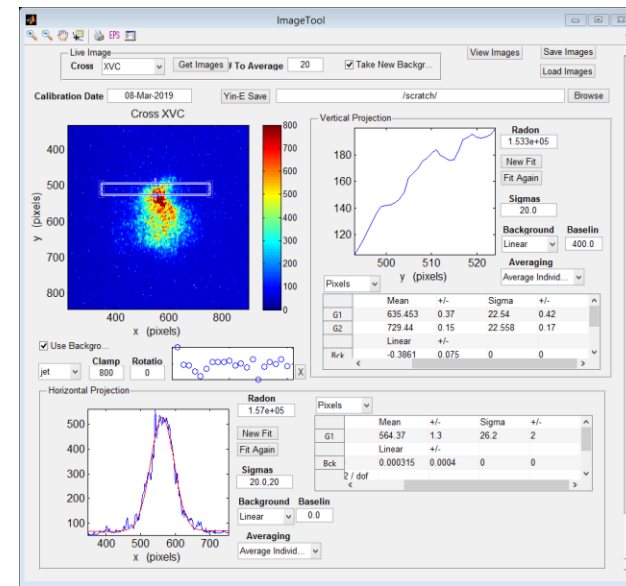 ImageTool
EPS
Live Image
Cross XVC Get Images # To Average 20 Take New Backgr...
View Images Save Images
Load Images
Calibration Date 08-Mar-2019 Yin-E Save /scratch/ Browse
Cross XVC
400
500
600
700
800
y (pixels)
400 600 800
x (pixels)
800
700
600
500
400
300
200
100
0
Vertical Projection
180
160
140
120
500 510 520
y (pixels)
Radon
1.533e+05
New Fit
Fit Again
Sigmas
20.0
Background Baselin
Linear 400.0
Averaging
Average Individ...
Pixels
Mean +/- Sigma +/-
G1 635.453 0.37 22.54 0.42
G2 729.44 0.15 22.558 0.17
Linear +/-
Bck -0.3861 0.075 0 0
Use Backgro...
Clamp Rotatio
jet 800 0 X
Horizontal Projection
500
400
300
200
100
400 500 600 700
x (pixels)
Radon
1.57e+05
New Fit
Fit Again
Sigmas
20.0,20
Background Baselin
Linear 0.0
Averaging
Average Individ...
Pixels
Mean +/- Sigma +/-
G1 564.37 1.3 26.2 2
Linear +/-
Bck 0.000315 0.0004 0 0
2 / dof